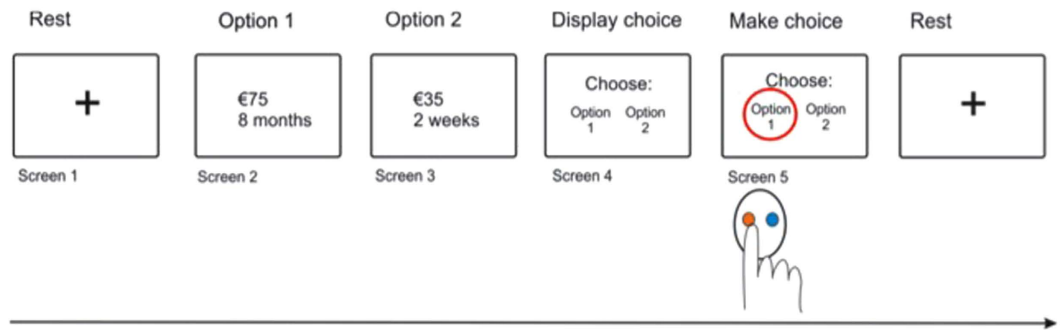 Rest
Option 1
Option 2
Display choice
Make choice
Rest
+
€75
8 months
€35
2 weeks
Choose:
Option Option
1 2
Choose:
Option Option
1 2
+
Screen 1
Screen 2
Screen 3
Screen 4
Screen 5